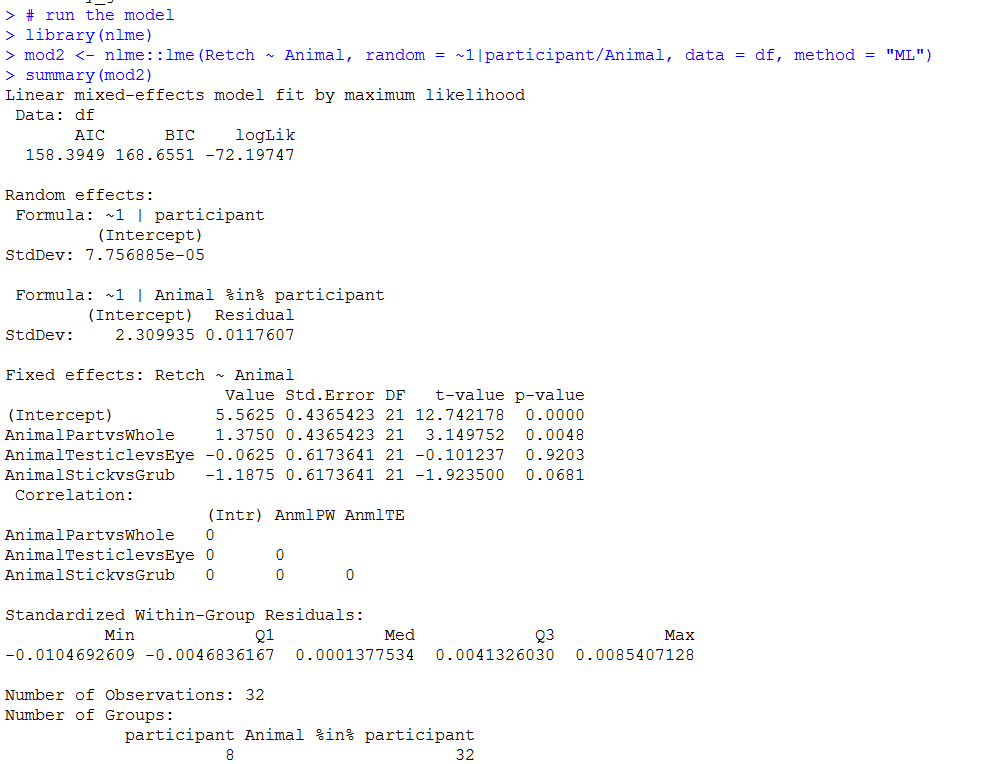 > # run the model
> library(nlme)
> mod2 <- nlme::lme(Retch ~ Animal, random = ~1|participant/Animal, data = df, method = "ML")
> summary(mod2)
Linear mixed-effects model fit by maximum likelihood
 Data: df
       AIC      BIC    logLik
  158.3949 168.6551 -72.19747

Random effects:
 Formula: ~1 | participant
         (Intercept)
StdDev: 7.756885e-05

 Formula: ~1 | Animal %in% participant
        (Intercept)  Residual
StdDev:    2.309935 0.0117607

Fixed effects: Retch ~ Animal
                      Value Std.Error DF   t-value p-value
(Intercept)          5.5625 0.4365423 21 12.742178  0.0000
AnimalPartvsWhole    1.3750 0.4365423 21  3.149752  0.0048
AnimalTesticlevsEye -0.0625 0.6173641 21 -0.101237  0.9203
AnimalStickvsGrub   -1.1875 0.6173641 21 -1.923500  0.0681
 Correlation:
                    (Intr) AnmlPW AnmlTE
AnimalPartvsWhole   0
AnimalTesticlevsEye 0      0
AnimalStickvsGrub   0      0      0

Standardized Within-Group Residuals:
          Min            Q1           Med            Q3           Max
-0.0104692609 -0.0046836167  0.0001377534  0.0041326030  0.0085407128

Number of Observations: 32
Number of Groups:
            participant Animal %in% participant
                      8                      32